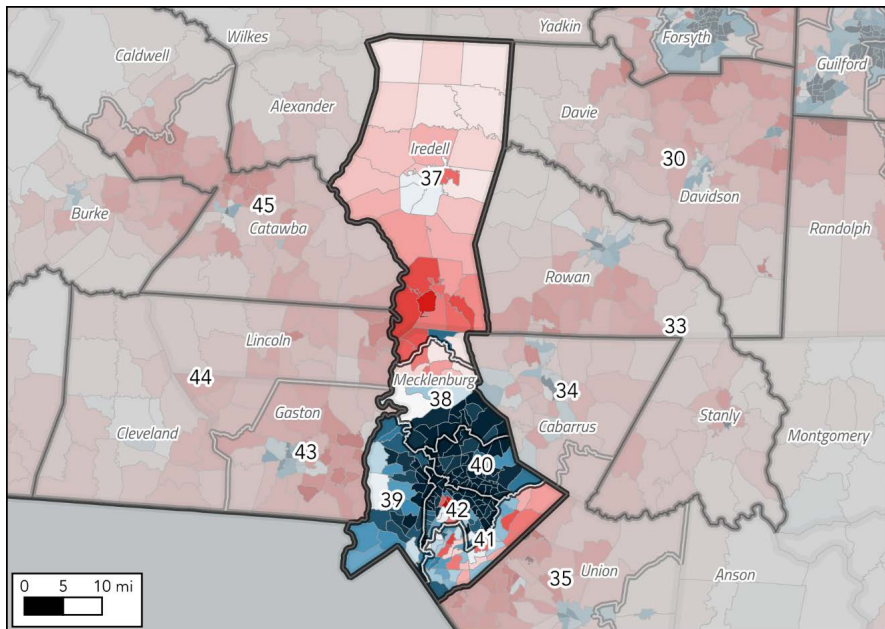 Yadkin
Wilkes
Forsyth
Caldwell
Guilford
Alexander
Davie
Iredell
30
37
45
Davidson
Burke
Catawba
Randolph
Rowan
33
Lincoln
44
Mecklenburg
38
34
Gaston
Cabarrus
Stanly
Cleveland
43
Montgomery
40
39
42
41
35
Union
Anson
0 5 10 mi